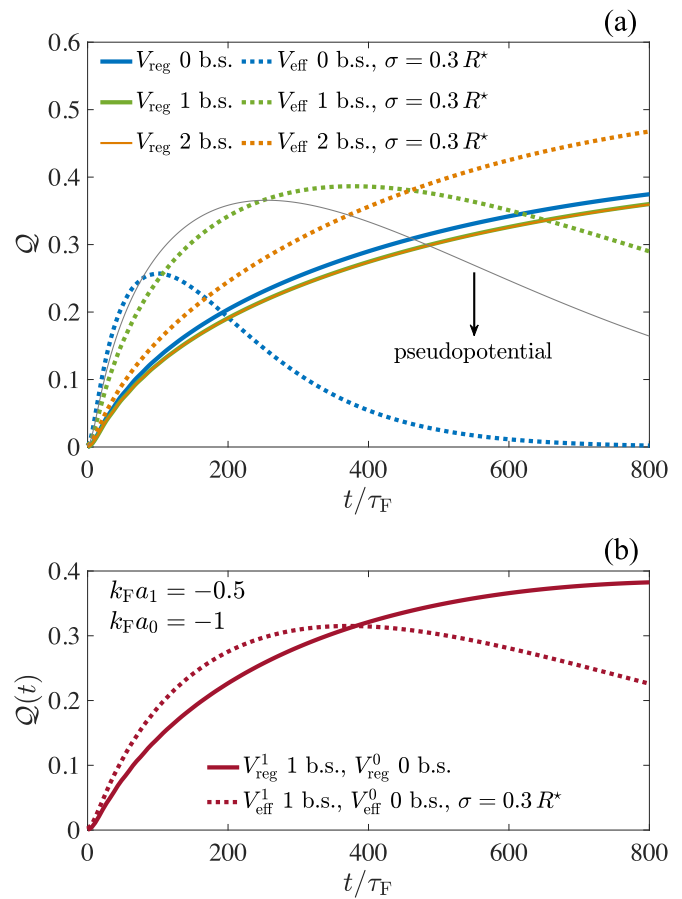 (a)
0.6
V_reg 0 b.s. V_eff 0 b.s., σ = 0.3 R⋆
V_reg 1 b.s. V_eff 1 b.s., σ = 0.3 R⋆
V_reg 2 b.s. V_eff 2 b.s., σ = 0.3 R⋆
0.5
0.4
0.3
𝒬
0.2
0.1
0
pseudopotential
0 200 400 600 800
t/τ_F
(b)
0.4
k_F a_1 = −0.5
k_F a_0 = −1
0.3
𝒬(t)
0.2
0.1
0
V^1_reg 1 b.s., V^0_reg 0 b.s.
V^1_eff 1 b.s., V^0_eff 0 b.s., σ = 0.3 R⋆
0 200 400 600 800
t/τ_F